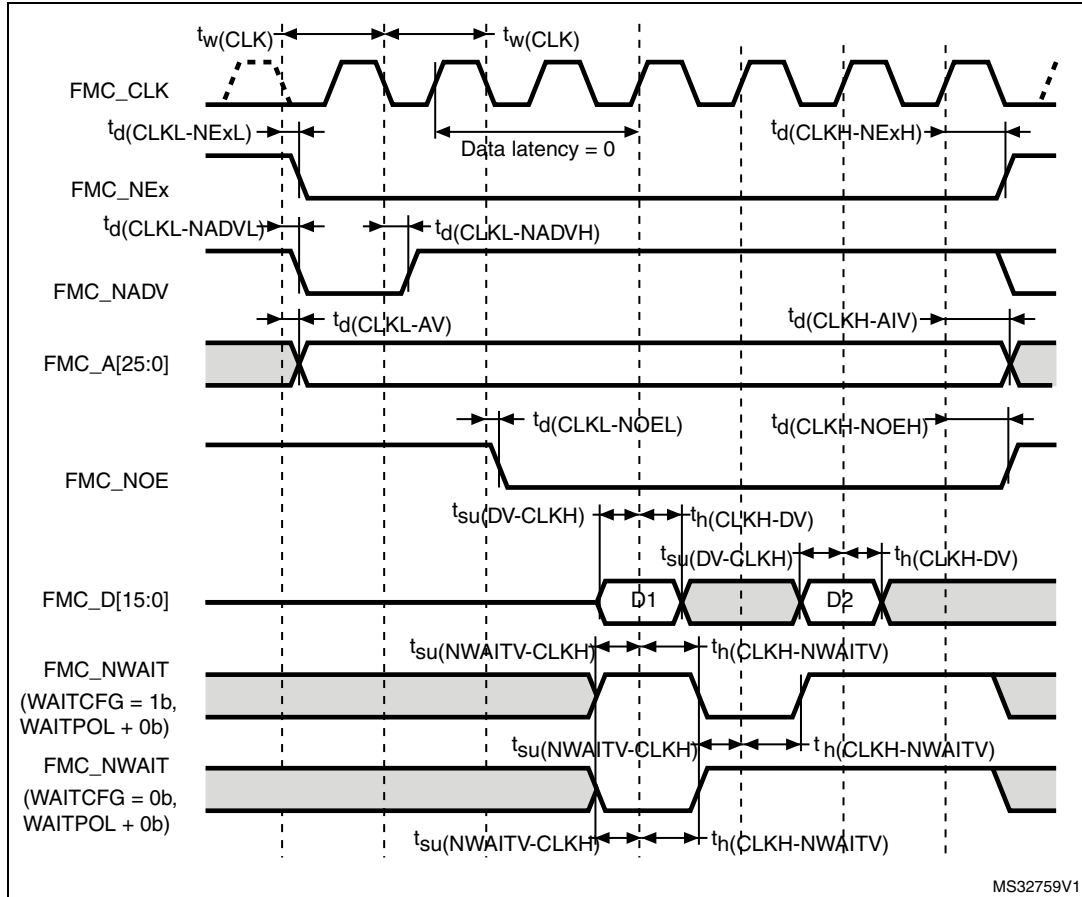 tw(CLK) tw(CLK)
FMC_CLK
td(CLKL-NExL) Data latency = 0 td(CLKH-NExH)
FMC_NEx
td(CLKL-NADVL) td(CLKL-NADVH)
FMC_NADV
td(CLKL-AV) td(CLKH-AIV)
FMC_A[25:0]
td(CLKL-NOEL) td(CLKH-NOEH)
FMC_NOE
tsu(DV-CLKH) th(CLKH-DV)
tsu(DV-CLKH) th(CLKH-DV)
FMC_D[15:0] D1 D2
tsu(NWAITV-CLKH) th(CLKH-NWAITV)
FMC_NWAIT
(WAITCFG = 1b,
WAITPOL + 0b)
tsu(NWAITV-CLKH) th(CLKH-NWAITV)
FMC_NWAIT
(WAITCFG = 0b,
WAITPOL + 0b)
tsu(NWAITV-CLKH) th(CLKH-NWAITV)
MS32759V1